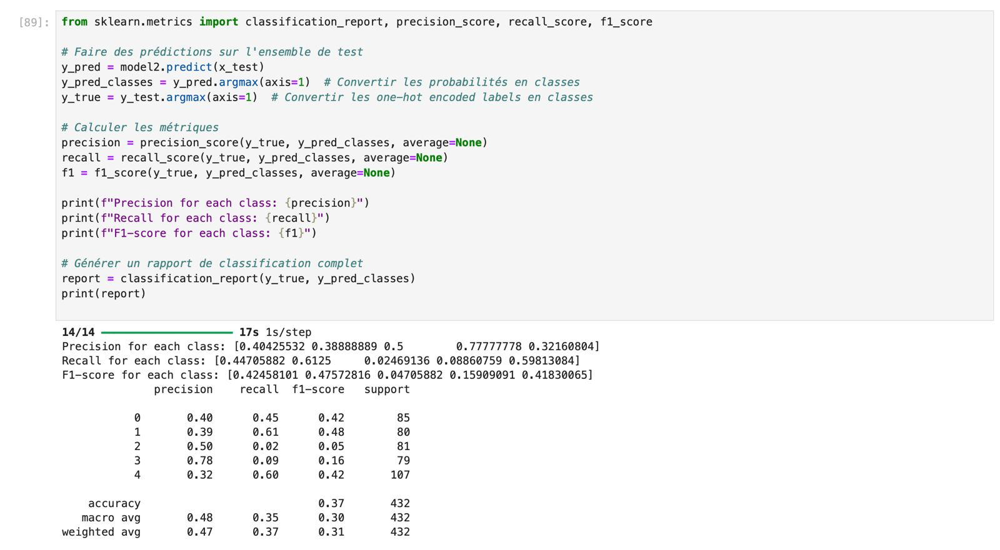 [89]:
from sklearn.metrics import classification_report, precision_score, recall_score, f1_score
# Faire des prédictions sur l'ensemble de test
y_pred = model2.predict(x_test)
y_pred_classes = y_pred.argmax(axis=1)  # Convertir les probabilités en classes
y_true = y_test.argmax(axis=1)  # Convertir les one-hot encoded labels en classes
# Calculer les métriques
precision = precision_score(y_true, y_pred_classes, average=None)
recall = recall_score(y_true, y_pred_classes, average=None)
f1 = f1_score(y_true, y_pred_classes, average=None)
print(f"Precision for each class: {precision}")
print(f"Recall for each class: {recall}")
print(f"F1-score for each class: {f1}")
# Générer un rapport de classification complet
report = classification_report(y_true, y_pred_classes)
print(report)
14/14 17s 1s/step
Precision for each class: [0.40425532 0.38888889 0.5        0.77777778 0.32160804]
Recall for each class: [0.44705882 0.6125     0.02469136 0.08860759 0.59813084]
F1-score for each class: [0.42458101 0.47572816 0.04705882 0.15909091 0.41830065]
precision    recall  f1-score   support
0       0.40      0.45      0.42        85
1       0.39      0.61      0.48        80
2       0.50      0.02      0.05        81
3       0.78      0.09      0.16        79
4       0.32      0.60      0.42       107
accuracy                           0.37       432
macro avg       0.48      0.35      0.30       432
weighted avg       0.47      0.37      0.31       432